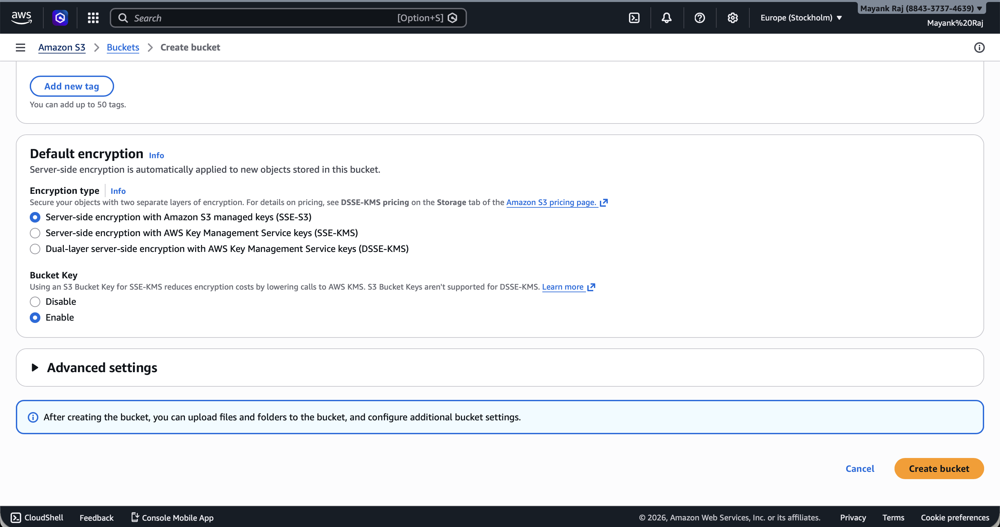 aws
Search [Option+S]
Europe (Stockholm)
Mayank Raj (8843-3737-4639)
Mayank%20Raj
Amazon S3 Buckets Create bucket
Add new tag
You can add up to 50 tags.
Default encryption Info
Server-side encryption is automatically applied to new objects stored in this bucket.
Encryption type Info
Secure your objects with two separate layers of encryption. For details on pricing, see DSSE-KMS pricing on the Storage tab of the Amazon S3 pricing page.
Server-side encryption with Amazon S3 managed keys (SSE-S3)
Server-side encryption with AWS Key Management Service keys (SSE-KMS)
Dual-layer server-side encryption with AWS Key Management Service keys (DSSE-KMS)
Bucket Key
Using an S3 Bucket Key for SSE-KMS reduces encryption costs by lowering calls to AWS KMS. S3 Bucket Keys aren't supported for DSSE-KMS. Learn more
Disable
Enable
Advanced settings
After creating the bucket, you can upload files and folders to the bucket, and configure additional bucket settings.
Cancel Create bucket
CloudShell Feedback Console Mobile App © 2026, Amazon Web Services, Inc. or its affiliates. Privacy Terms Cookie preferences